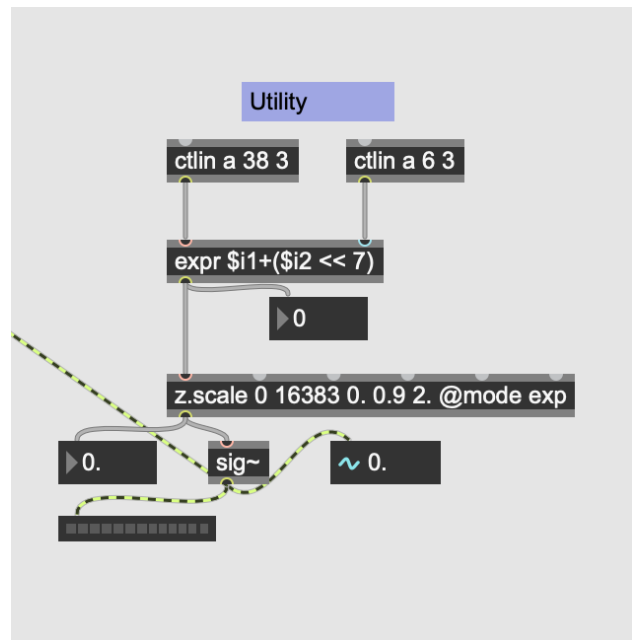 Utility
ctlin a 38 3
ctlin a 6 3
expr $i1+($i2 << 7)
0
z.scale 0 16383 0. 0.9 2. @mode exp
0.
sig~
0.